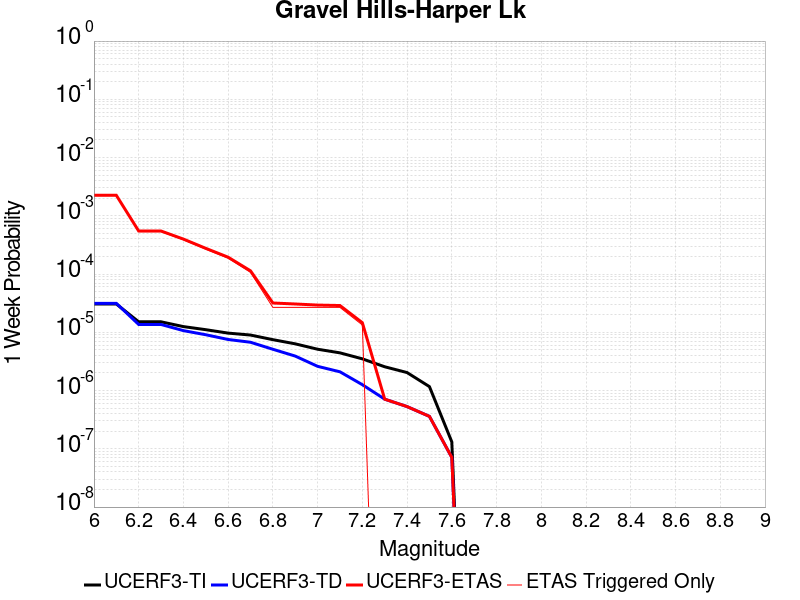 Gravel Hills-Harper Lk
10^0
10^-1
10^-2
10^-3
10^-4
10^-5
10^-6
10^-7
10^-8
1 Week Probability
6 6.2 6.4 6.6 6.8 7 7.2 7.4 7.6 7.8 8 8.2 8.4 8.6 8.8 9
Magnitude
UCERF3-TI UCERF3-TD UCERF3-ETAS ETAS Triggered Only